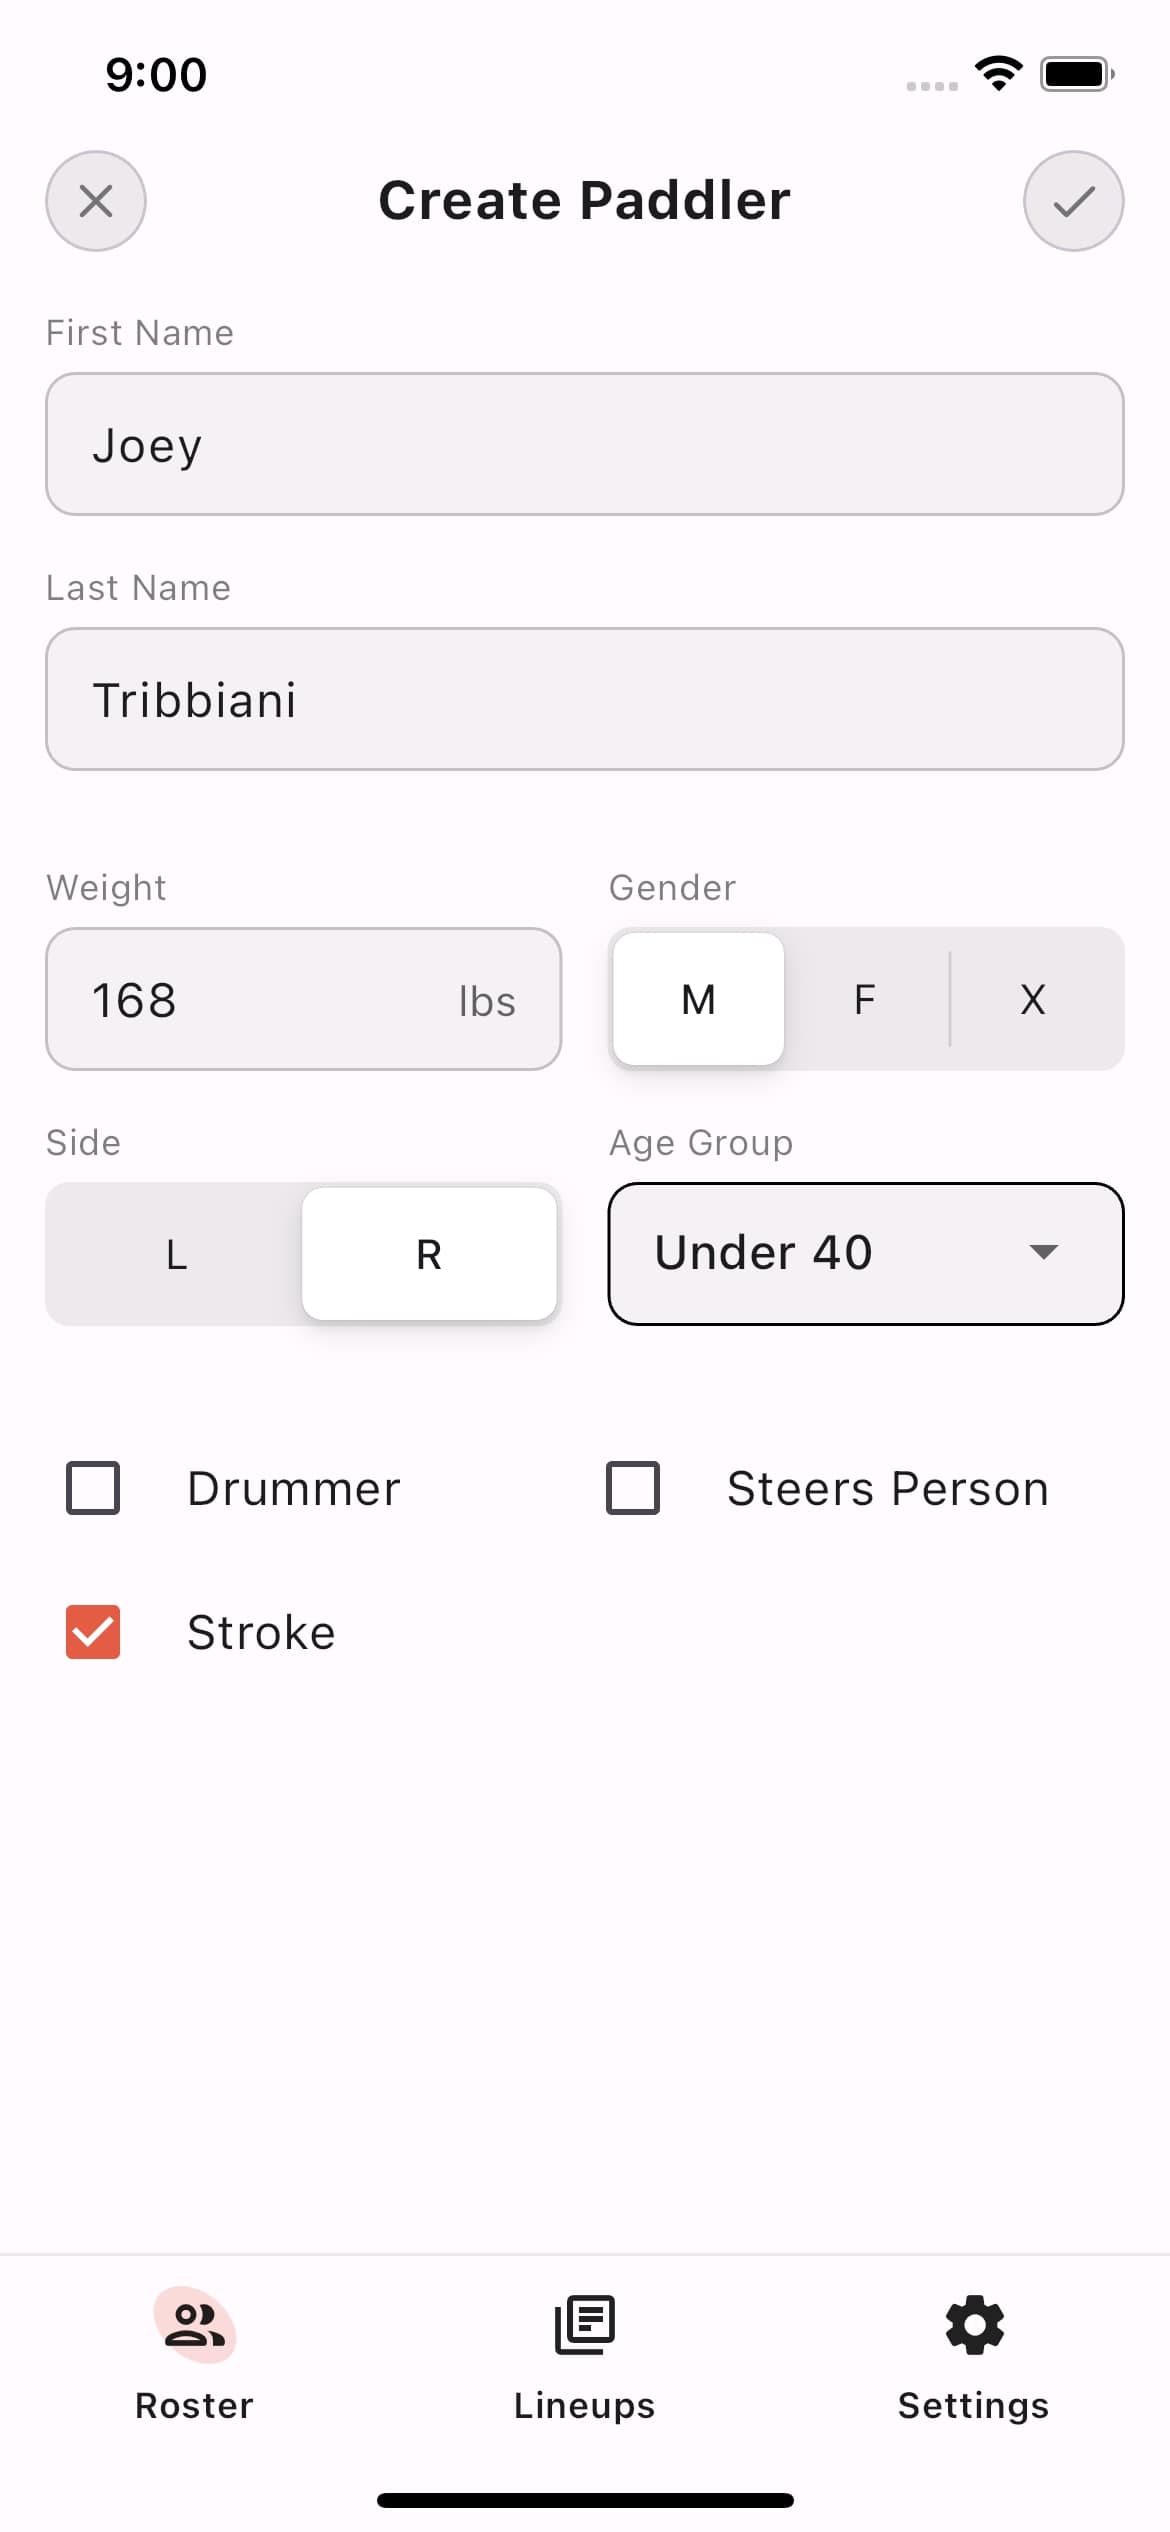 9:00
Create Paddler
First Name
Joey
Last Name
Tribbiani
Weight
Gender
168 lbs
M F X
Side
Age Group
L R
Under 40
Drummer
Steers Person
Stroke
Roster
Lineups
Settings